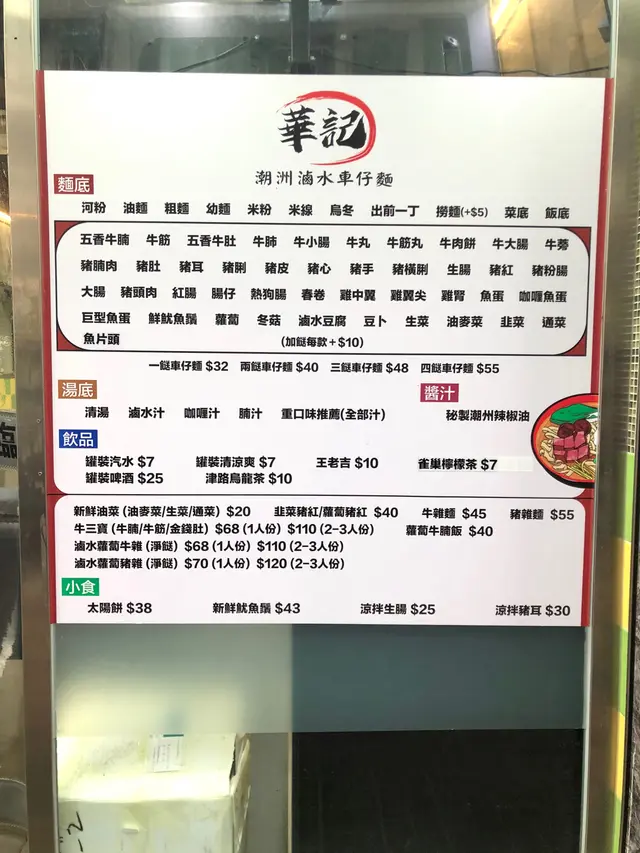 華記
潮洲滷水車仔麵
麵底
河粉 油麵 粗麵 幼麵 米粉 米線 烏冬 出前一丁 撈麵(+$5) 菜底 飯底
五香牛腩 牛筋 五香牛肚 牛肺 牛小腸 牛丸 牛筋丸 牛肉餅 牛大腸 牛蒡
豬腩肉 豬肚 豬耳 豬脷 豬皮 豬心 豬手 豬橫脷 生腸 豬紅 豬粉腸
大腸 豬頭肉 紅腸 腸仔 熱狗腸 春卷 雞中翼 雞翼尖 雞腎 魚蛋 咖喱魚蛋
巨型魚蛋 鮮魷魚鬚 蘿蔔 冬菇 滷水豆腐 豆卜 生菜 油麥菜 韭菜 通菜
魚片頭 (加餸每款+$10)
一餸車仔麵 $32 兩餸車仔麵 $40 三餸車仔麵 $48 四餸車仔麵 $55
湯底 醬汁
清湯 滷水汁 咖喱汁 腩汁 重口味推薦(全部汁) 秘製潮州辣椒油
飲品
罐裝汽水 $7 罐裝清涼爽 $7 王老吉 $10 雀巢檸檬茶 $7
罐裝啤酒 $25 津路烏龍茶 $10
新鮮油菜 (油麥菜/生菜/通菜) $20 韭菜豬紅/蘿蔔豬紅 $40 牛雜麵 $45 豬雜麵 $55
牛三寶 (牛腩/牛筋/金錢肚) $68 (1人份) $110 (2-3人份) 蘿蔔牛腩飯 $40
滷水蘿蔔牛雜 (淨餸) $68 (1人份) $110 (2-3人份)
滷水蘿蔔豬雜 (淨餸) $70 (1人份) $120 (2-3人份)
小食
太陽餅 $38 新鮮魷魚鬚 $43 涼拌生腸 $25 涼拌豬耳 $30